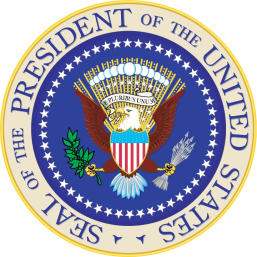 SEAL OF THE PRESIDENT OF THE UNITED STATES
E PLURIBUS UNUM